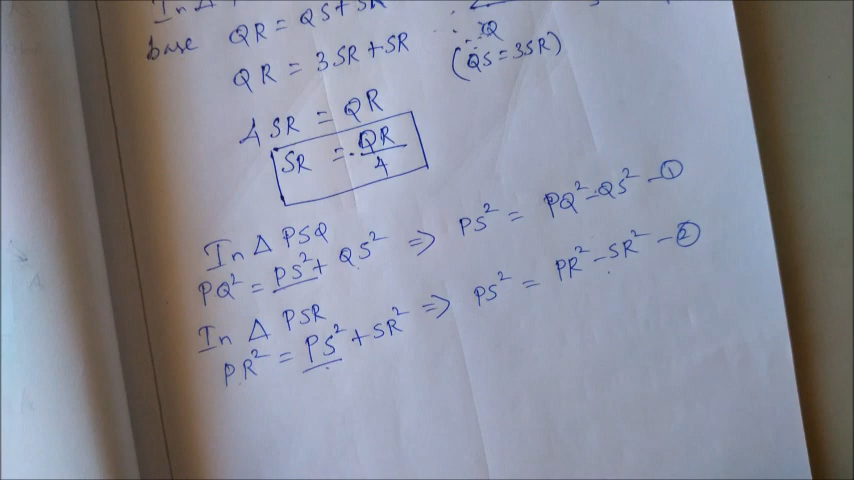 In Δ
base QR = QS + SR
QR = 3SR + SR ∵
(QS = 3SR)
4SR = QR
SR = QR/4
In Δ PSQ
PQ² = PS² + QS² ⇒ PS² = PQ² - QS² - ①
In Δ PSR
PR² = PS² + SR² ⇒ PS² = PR² - SR² - ②